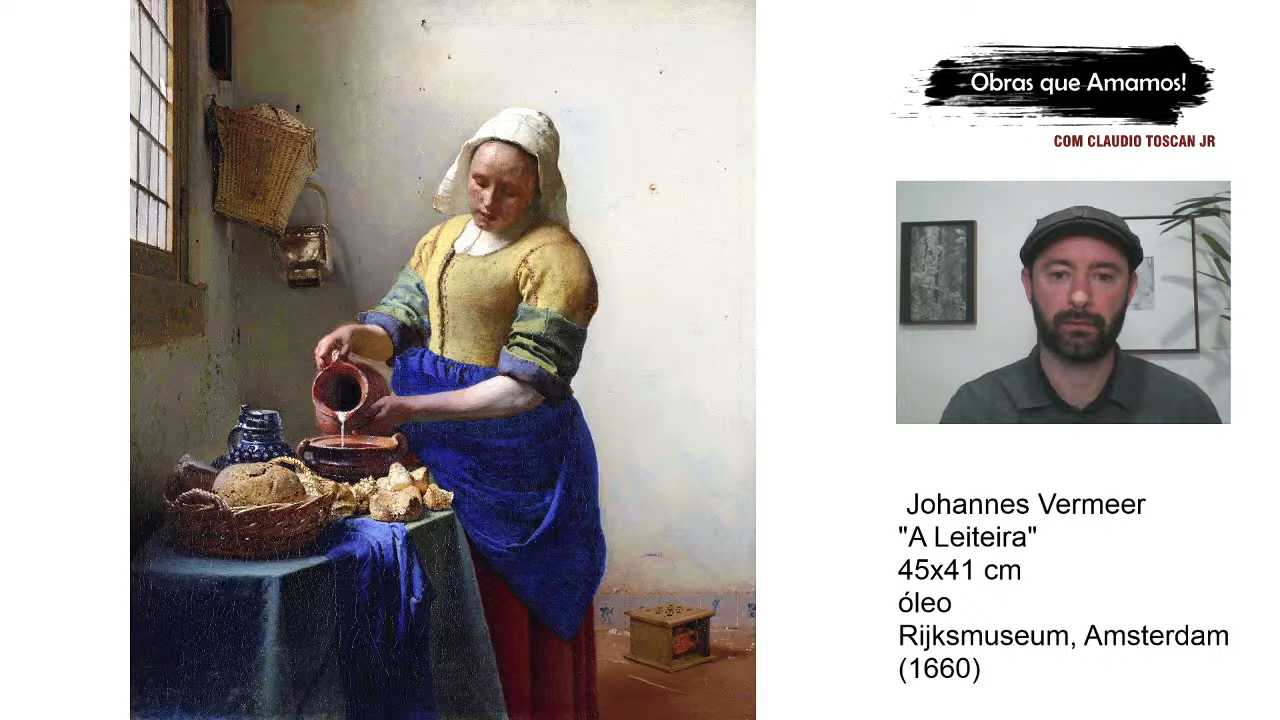 Obras que Amamos!
COM CLAUDIO TOSCAN JR
Johannes Vermeer
"A Leiteira"
45x41 cm
óleo
Rijksmuseum, Amsterdam
(1660)